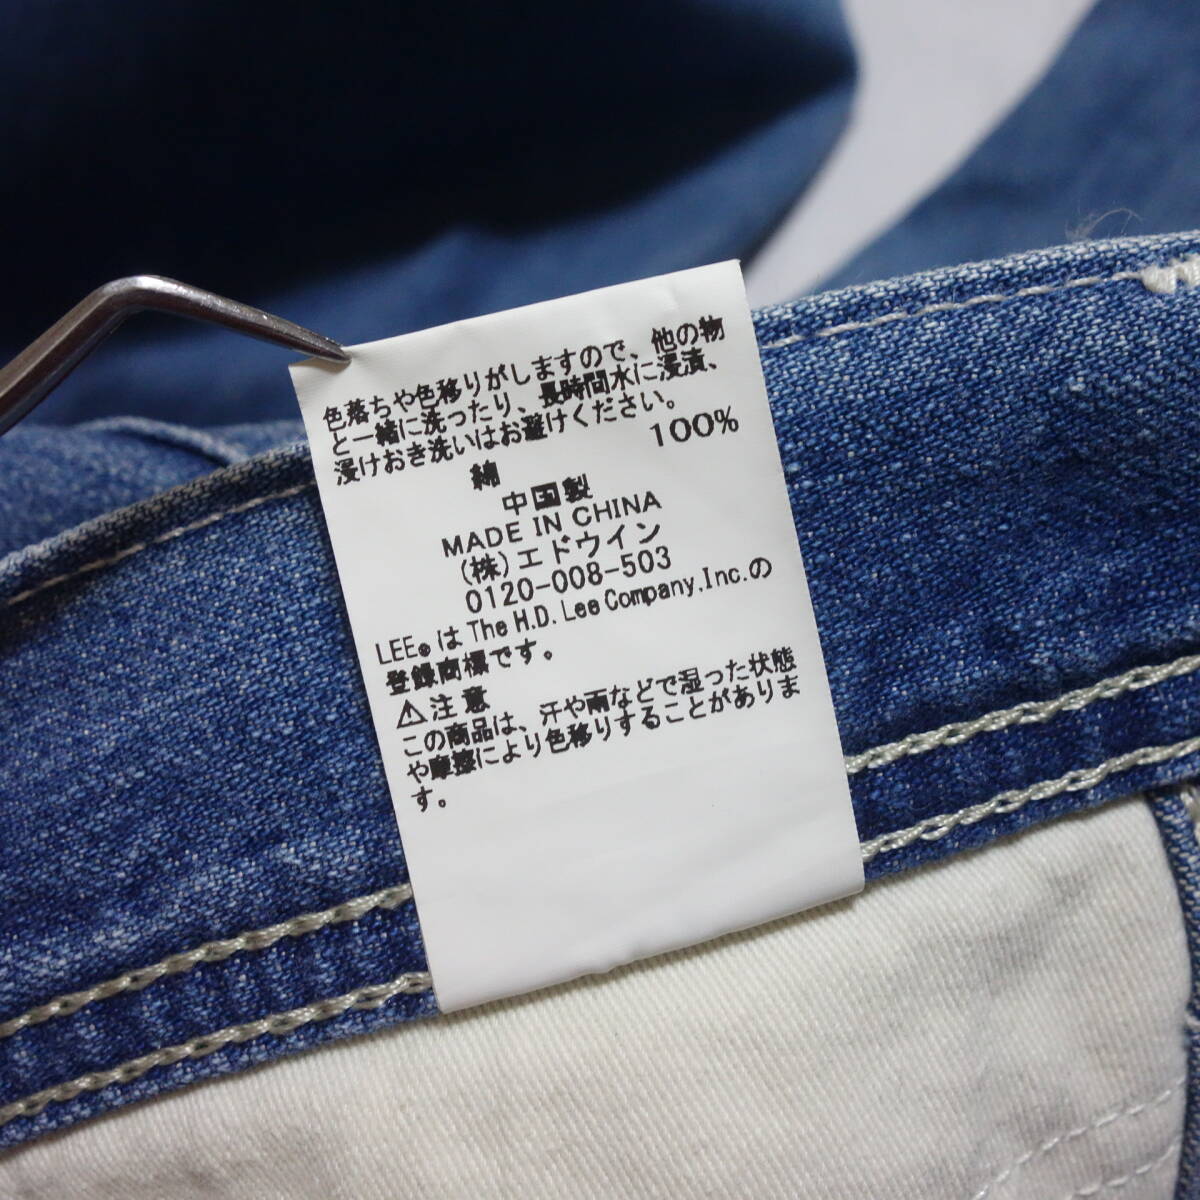 色落ちや色移りがしますので、他の物
と一緒に洗ったり、長時間水に浸漬、
浸けおき洗いはお避けください。
綿 100%
中国製
MADE IN CHINA
(株)エドウイン
0120-008-503
LEE®は The H.D. Lee Company,Inc.の
登録商標です。
⚠注意
この商品は、汗や雨などで湿った状態
や摩擦により色移りすることがありま
す。